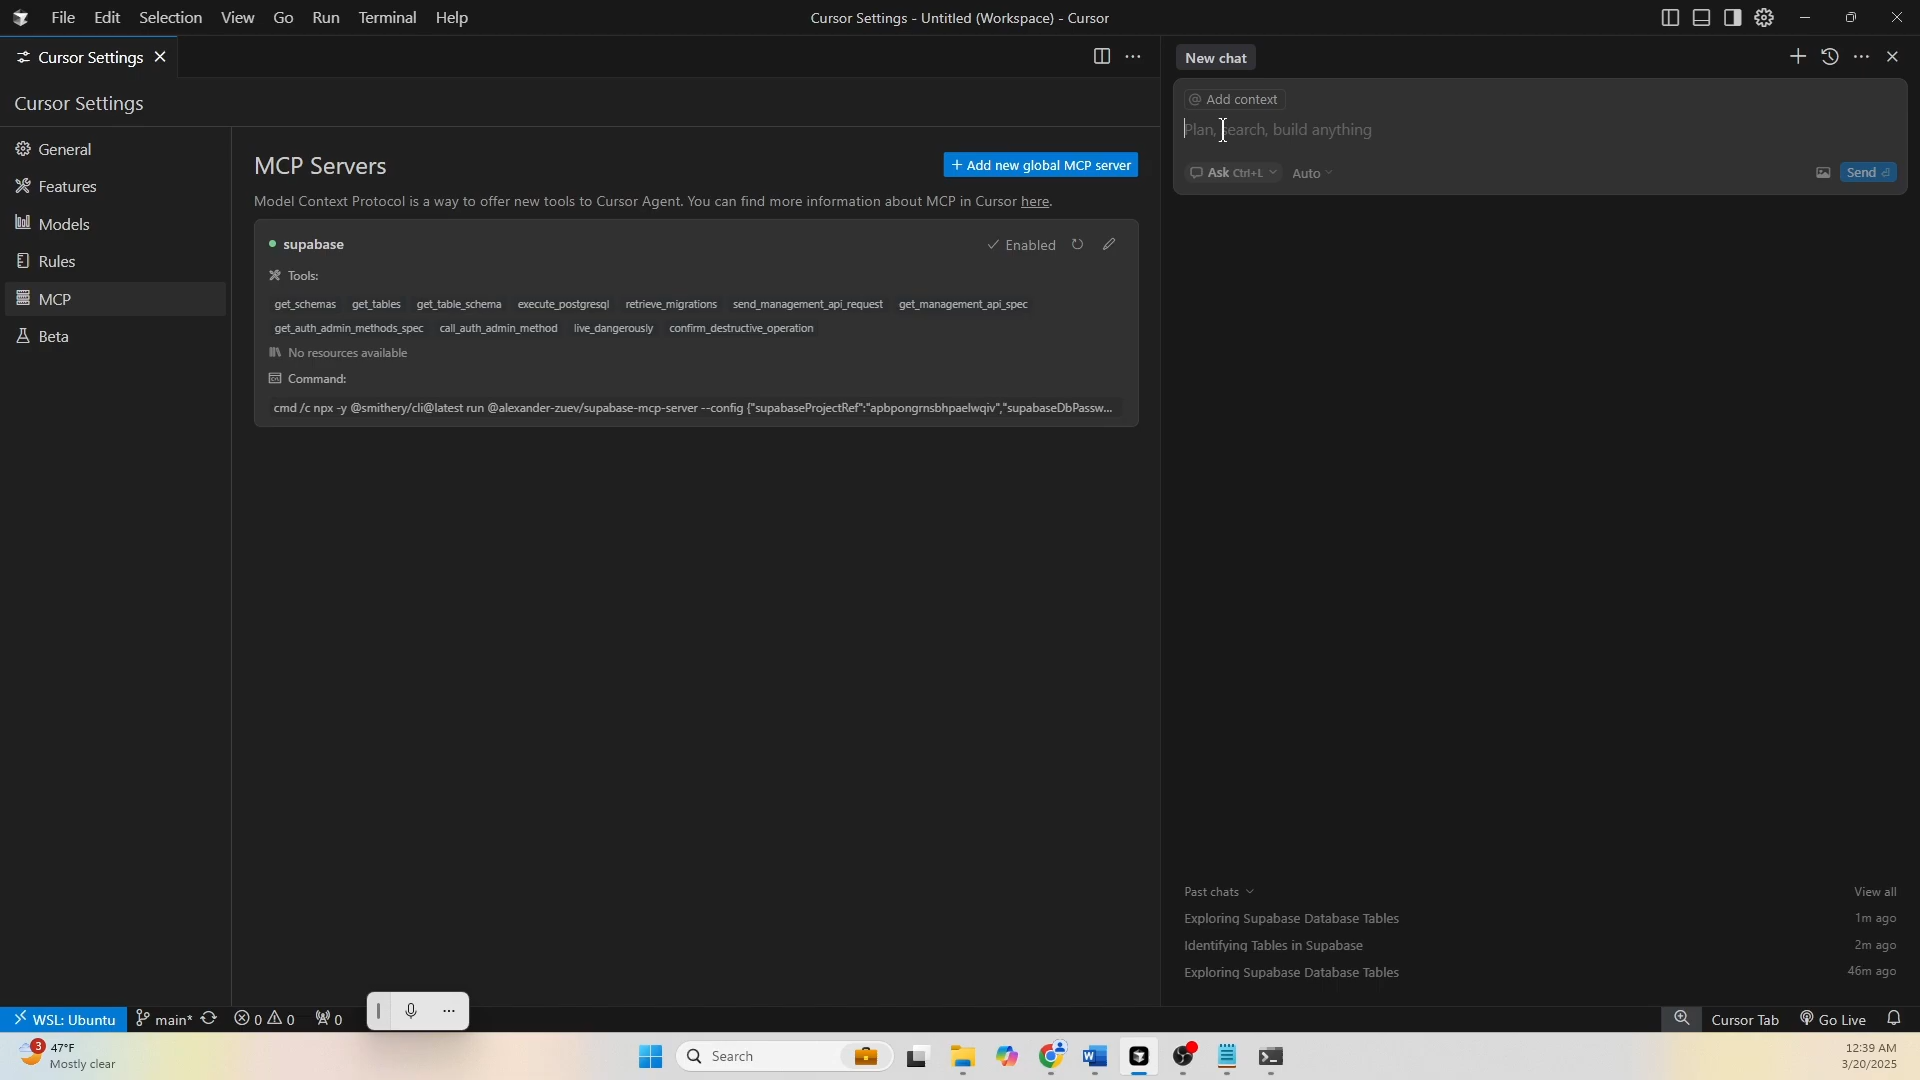 File Edit Selection View Go Run Terminal Help
Cursor Settings - Untitled (Workspace) - Cursor
Cursor Settings
Cursor Settings
General
Features
Models
Rules
MCP
Beta
MCP Servers
Add new global MCP server
Model Context Protocol is a way to offer new tools to Cursor Agent. You can find more information about MCP in Cursor here.
supabase
Enabled
Tools:
get_schemas get_tables get_table_schema execute_postgresql retrieve_migrations send_management_api_request get_management_api_spec
get_auth_admin_methods_spec call_auth_admin_method live_dangerously confirm_destructive_operation
No resources available
Command:
cmd /c npx -y @smithery/cli@latest run @alexander-zuev/supabase-mcp-server --config {"supabaseProjectRef":"apbpongrnsbhpaelwqiv","supabaseDbPassw...
New chat
@ Add context
Plan, search, build anything
Ask Ctrl+L Auto
Send
Past chats
View all
Exploring Supabase Database Tables 1m ago
Identifying Tables in Supabase 2m ago
Exploring Supabase Database Tables 46m ago
WSL: Ubuntu main* 0 0 0
Cursor Tab Go Live
3
47°F
Mostly clear
Search
12:39 AM
3/20/2025